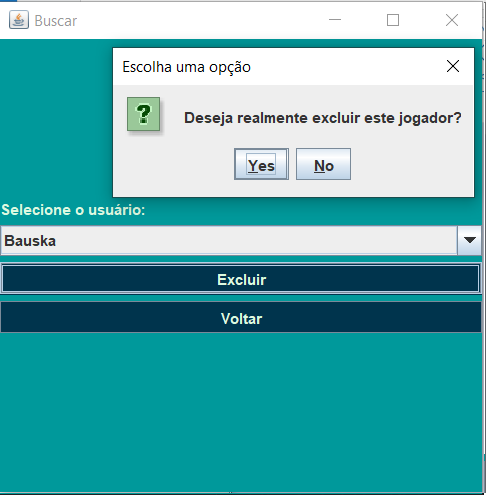 Buscar
Escolha uma opção
Deseja realmente excluir este jogador?
Yes No
Selecione o usuário:
Bauska
Excluir
Voltar